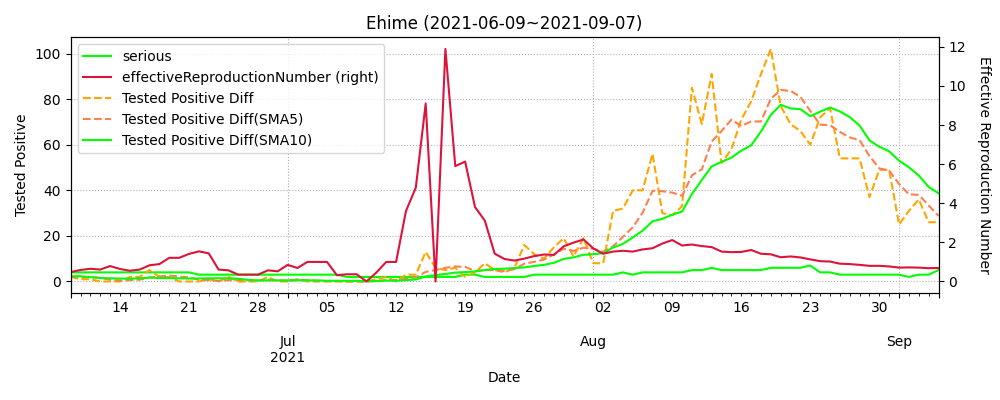 Ehime (2021-06-09~2021-09-07)
serious
effectiveReproductionNumber (right)
Tested Positive Diff
Tested Positive Diff(SMA5)
Tested Positive Diff(SMA10)
Tested Positive
100
80
60
40
20
0
12
10
8
6
4
2
0
Effective Reproduction Number
14 21 28 05 12 19 26 02 09 16 23 30
Jul Aug Sep
2021
Date